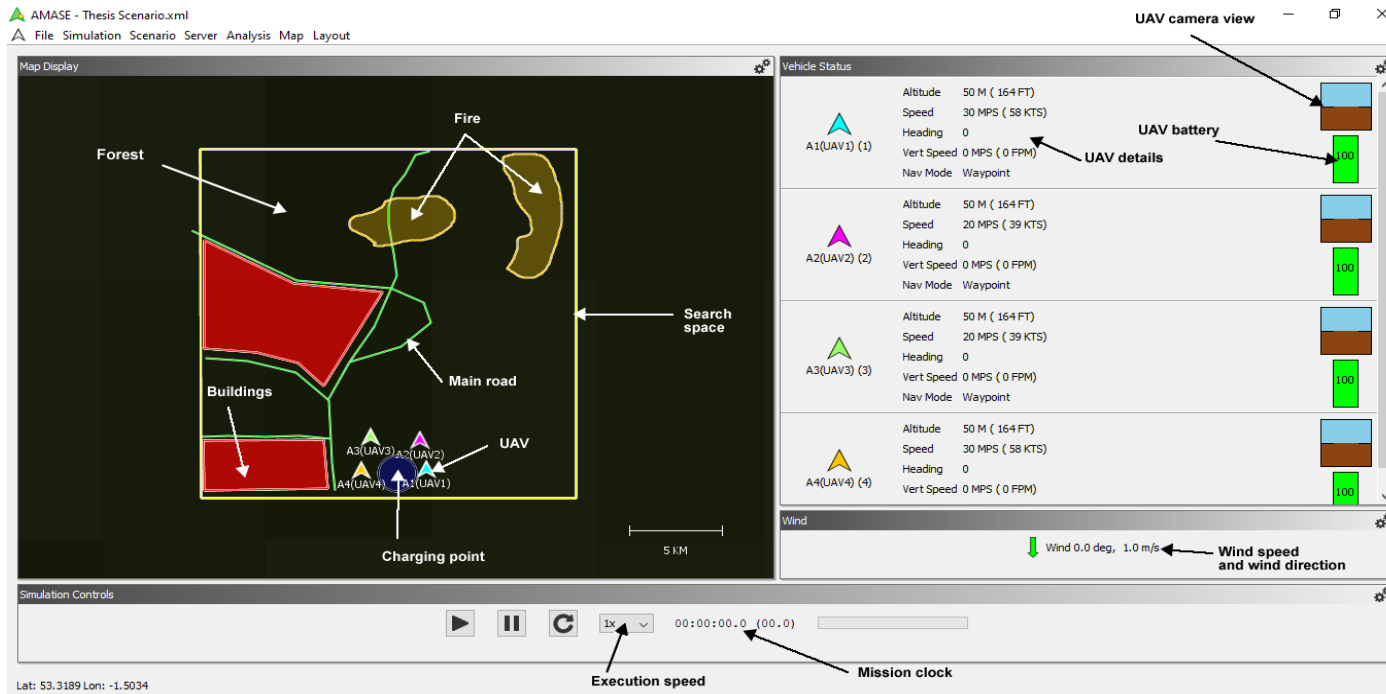 AMASE - Thesis Scenario.xml
UAV camera view
File Simulation Scenario Server Analysis Map Layout
Map Display
Forest
Fire
Search
space
Main road
Buildings
UAV
A3(UAV3)
A2(UAV2)
A4(UAV4)
A1(UAV1)
Charging point
5 KM
Vehicle Status
Altitude 50 M ( 164 FT)
Speed 30 MPS ( 58 KTS)
Heading 0
Vert Speed 0 MPS ( 0 FPM)
Nav Mode Waypoint
A1(UAV1) (1)
UAV battery
UAV details
100
Altitude 50 M ( 164 FT)
Speed 20 MPS ( 39 KTS)
Heading 0
Vert Speed 0 MPS ( 0 FPM)
Nav Mode Waypoint
A2(UAV2) (2)
100
Altitude 50 M ( 164 FT)
Speed 20 MPS ( 39 KTS)
Heading 0
Vert Speed 0 MPS ( 0 FPM)
Nav Mode Waypoint
A3(UAV3) (3)
100
Altitude 50 M ( 164 FT)
Speed 30 MPS ( 58 KTS)
Heading 0
Vert Speed 0 MPS ( 0 FPM)
A4(UAV4) (4)
100
Wind
Wind 0.0 deg, 1.0 m/s
Wind speed
and wind direction
Simulation Controls
1x
00:00:00.0 (00.0)
Execution speed
Mission clock
Lat: 53.3189 Lon: -1.5034